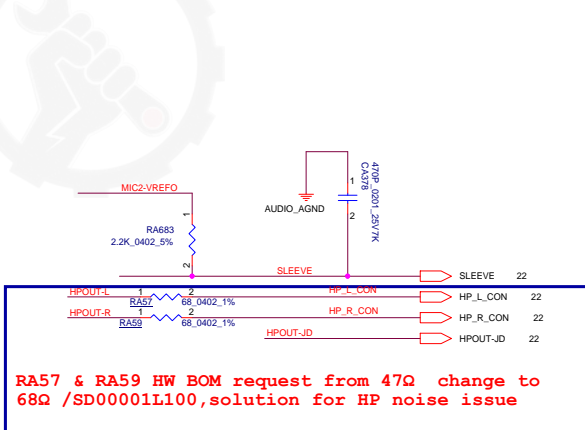 MIC2-VREFO
1
RA683
2.2K_0402_5%
2
AUDIO_AGND
1
2
CA378
470P_0201_25V7K
SLEEVE
SLEEVE 22
HPOUT-L 1 2 HP_L_CON
RA57 68_0402_1%
HP_L_CON 22
HPOUT-R 1 2 HP_R_CON
RA59 68_0402_1%
HP_R_CON 22
HPOUT-JD
HPOUT-JD 22
RA57 & RA59 HW BOM request from 47Ω change to
68Ω /SD00001L100,solution for HP noise issue